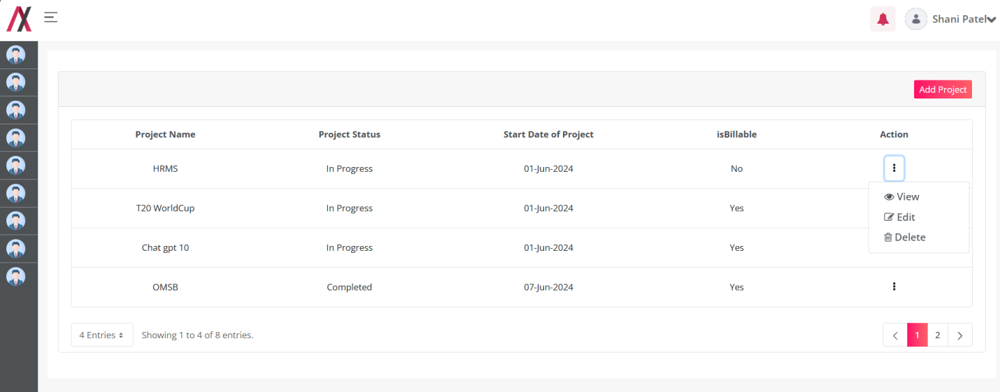 Shani Patel
Add Project
Project Name Project Status Start Date of Project isBillable Action
HRMS In Progress 01-Jun-2024 No
View
T20 WorldCup In Progress 01-Jun-2024 Yes
Edit
Delete
Chat gpt 10 In Progress 01-Jun-2024 Yes
OMSB Completed 07-Jun-2024 Yes
4 Entries Showing 1 to 4 of 8 entries. 1 2